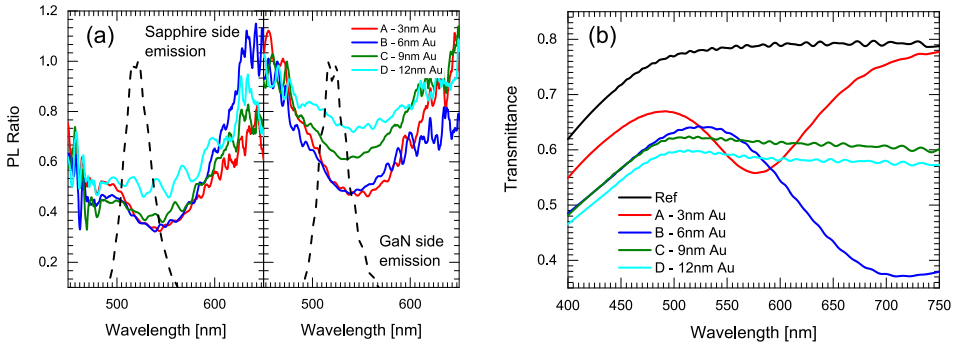 (a)
Sapphire side
emission
A - 3nm Au
B - 6nm Au
C - 9nm Au
D - 12nm Au
GaN side
emission
PL Ratio
1.2
1.0
0.8
0.6
0.4
0.2
500
600
500
600
Wavelength [nm]
Wavelength [nm]
(b)
Transmittance
0.8
0.7
0.6
0.5
0.4
Ref
A - 3nm Au
B - 6nm Au
C - 9nm Au
D - 12nm Au
400
450
500
550
600
650
700
750
Wavelength [nm]